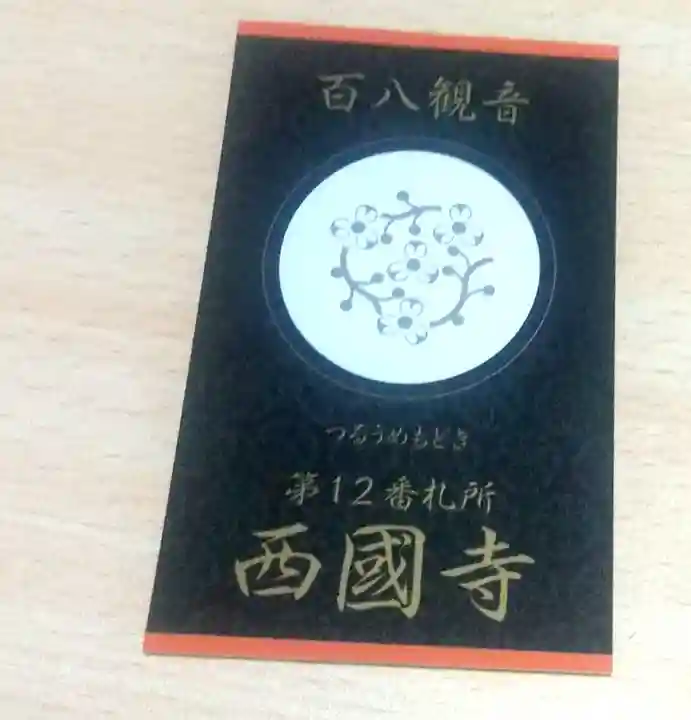 百八観音
つるうめもどき
第12番札所
西國寺